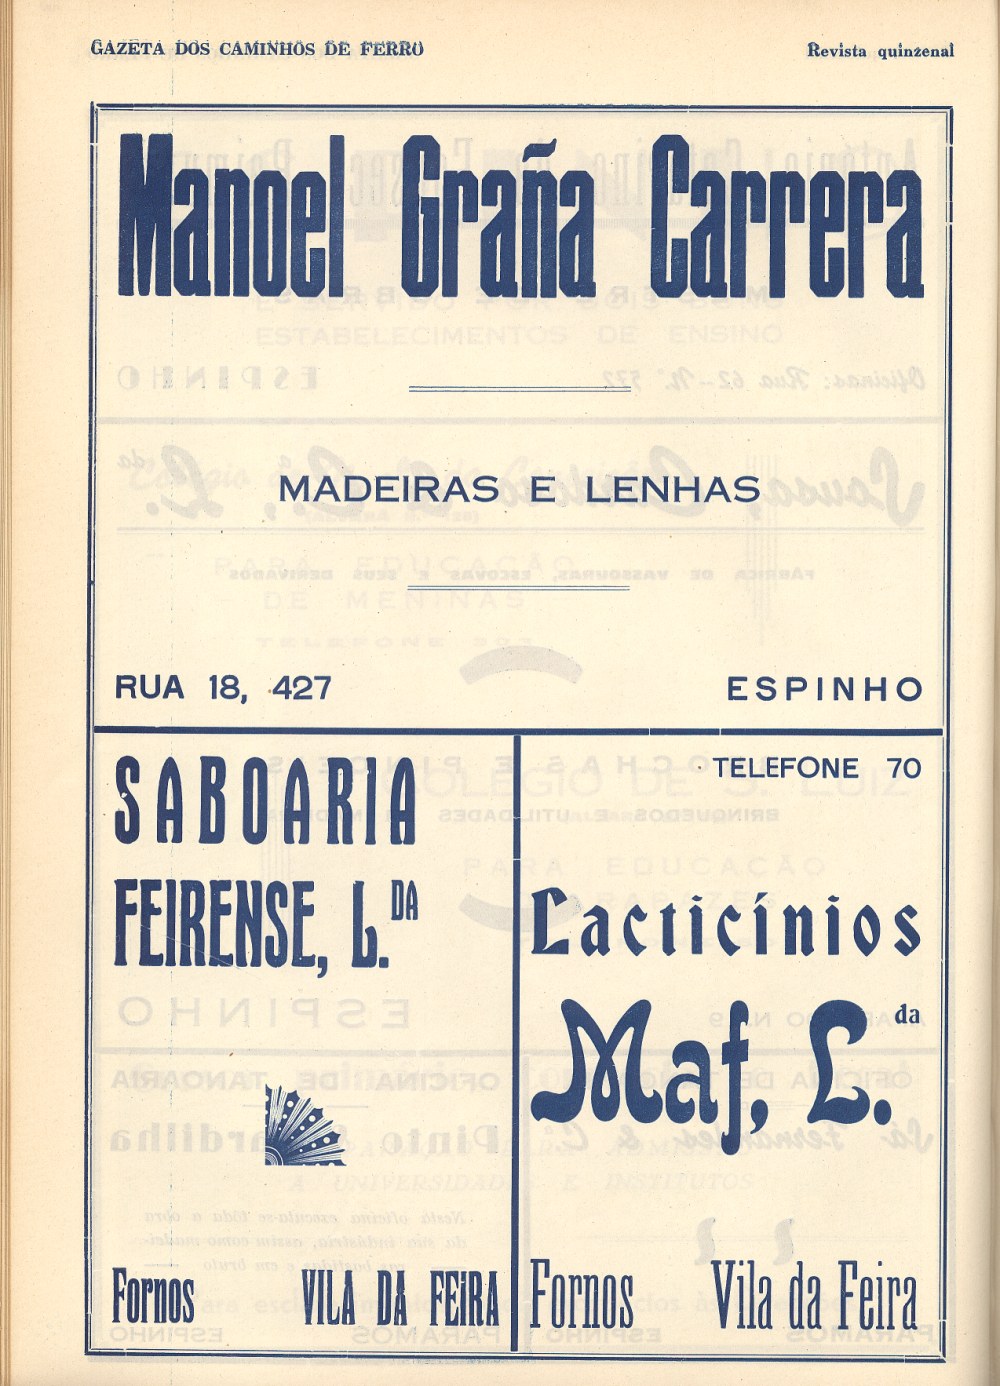 GAZETA DOS CAMINHOS DE FERRO
Revista quinzenal
Manoel Graña Carrera
MADEIRAS E LENHAS
RUA 18, 427
ESPINHO
SABOARIA
FEIRENSE, L.DA
Fornos
VILA DA FEIRA
TELEFONE 70
Lacticínios
Maf, L.da
Fornos
Vila da Feira